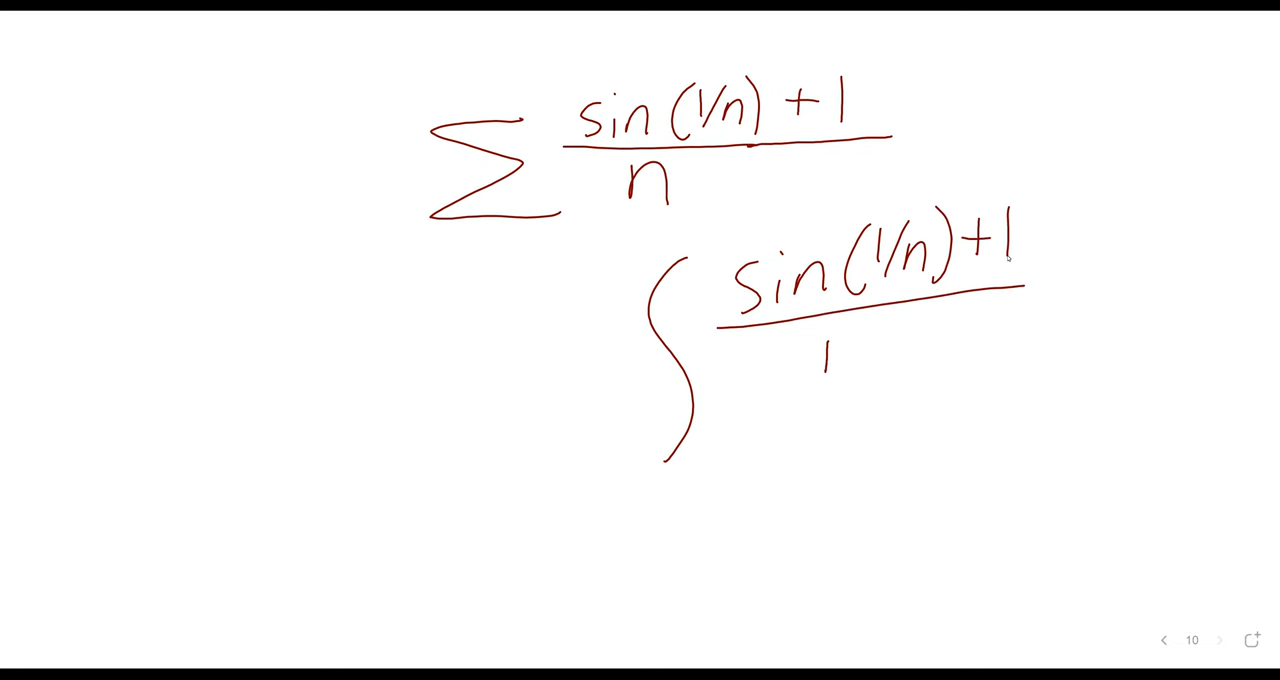 ∑ sin(1/n) + 1
n
∫ sin(1/n) + 1
1
< 10 >